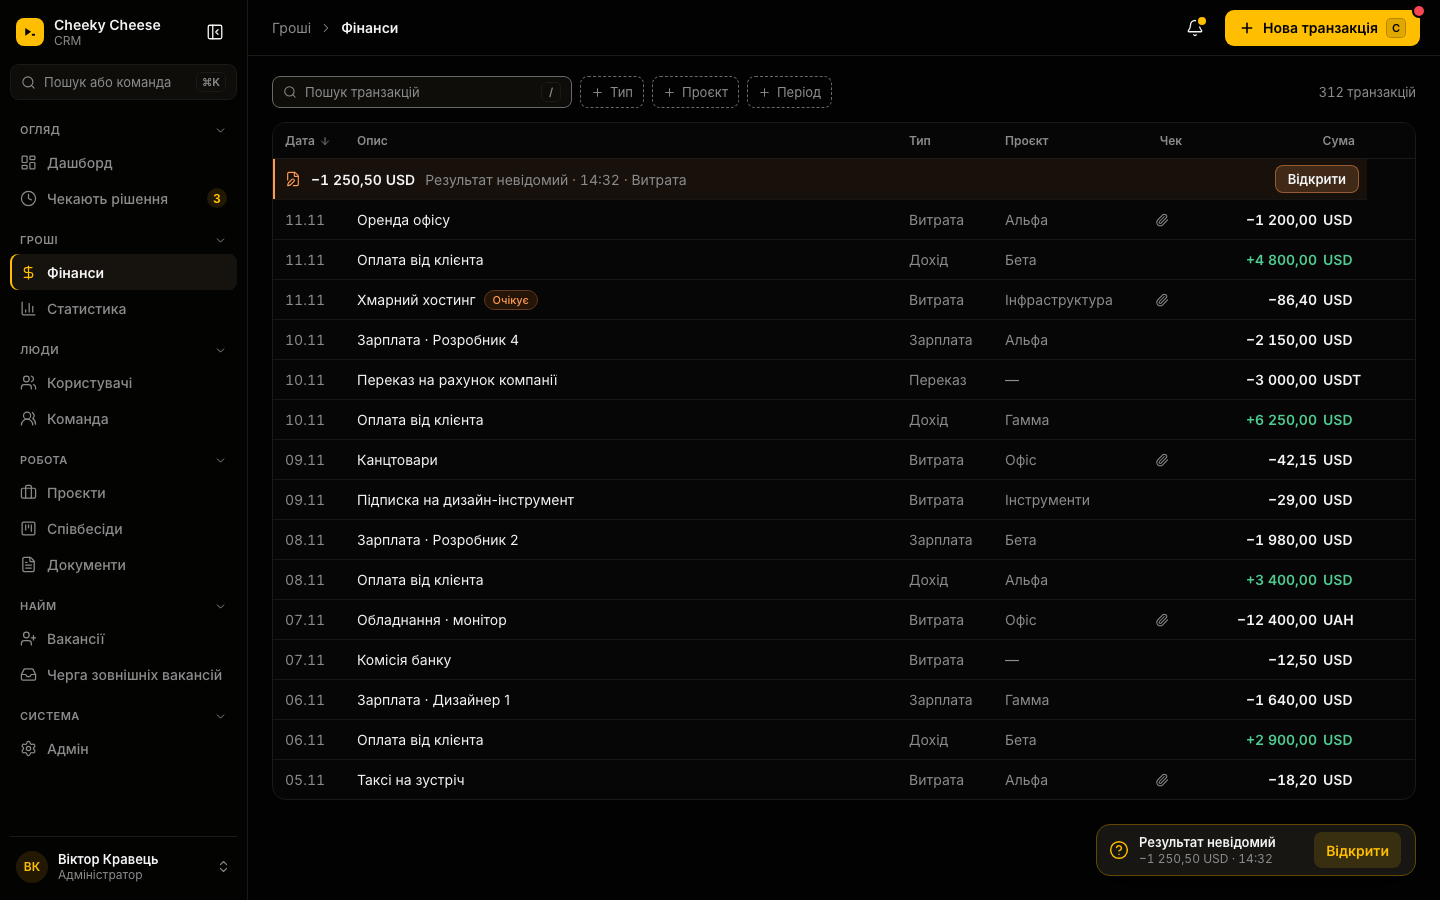 Cheeky Cheese
CRM
Пошук або команда ⌘K
ОГЛЯД
Дашборд
Чекають рішення 3
ГРОШІ
Фінанси
Статистика
ЛЮДИ
Користувачі
Команда
РОБОТА
Проєкти
Співбесіди
Документи
НАЙМ
Вакансії
Черга зовнішніх вакансій
СИСТЕМА
Адмін
ВК Віктор Кравець
Адміністратор
Гроші Фінанси
Нова транзакція C
Пошук транзакцій /
Тип
Проєкт
Період
312 транзакцій
Дата ↓ Опис Тип Проєкт Чек Сума
−1 250,50 USD Результат невідомий · 14:32 · Витрата Відкрити
11.11 Оренда офісу Витрата Альфа −1 200,00 USD
11.11 Оплата від клієнта Дохід Бета +4 800,00 USD
11.11 Хмарний хостинг Очікує Витрата Інфраструктура −86,40 USD
10.11 Зарплата · Розробник 4 Зарплата Альфа −2 150,00 USD
10.11 Переказ на рахунок компанії Переказ — −3 000,00 USDT
10.11 Оплата від клієнта Дохід Гамма +6 250,00 USD
09.11 Канцтовари Витрата Офіс −42,15 USD
09.11 Підписка на дизайн-інструмент Витрата Інструменти −29,00 USD
08.11 Зарплата · Розробник 2 Зарплата Бета −1 980,00 USD
08.11 Оплата від клієнта Дохід Альфа +3 400,00 USD
07.11 Обладнання · монітор Витрата Офіс −12 400,00 UAH
07.11 Комісія банку Витрата — −12,50 USD
06.11 Зарплата · Дизайнер 1 Зарплата Гамма −1 640,00 USD
06.11 Оплата від клієнта Дохід Бета +2 900,00 USD
05.11 Таксі на зустріч Витрата Альфа −18,20 USD
Результат невідомий
−1 250,50 USD · 14:32
Відкрити